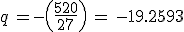 q = -(520/27) = -19.2593